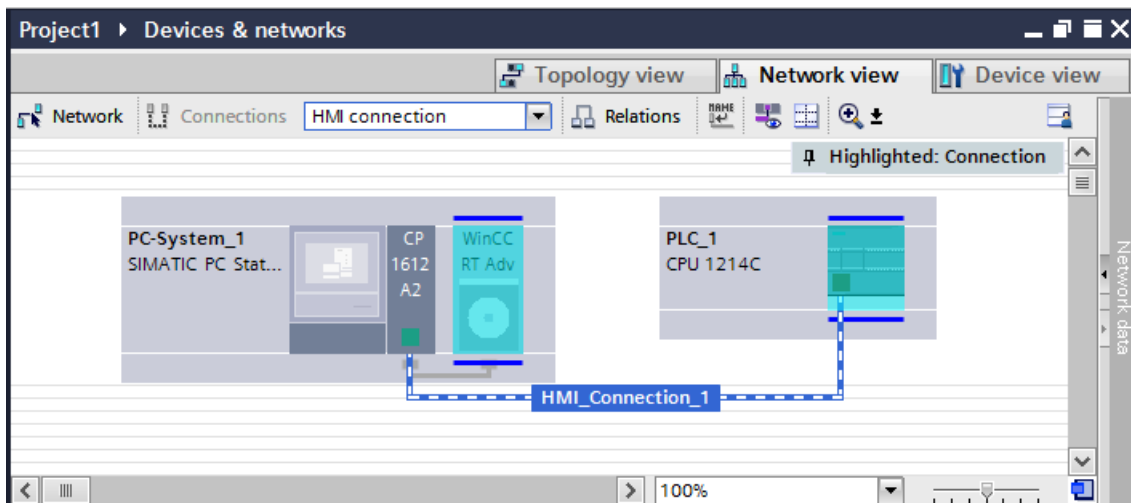 Project1 ▸ Devices & networks
Topology view
Network view
Device view
Network
Connections
HMI connection
Relations
NAME
Highlighted: Connection
PC-System_1
SIMATIC PC Stat...
CP
1612
A2
WinCC
RT Adv
PLC_1
CPU 1214C
HMI_Connection_1
Network data
100%